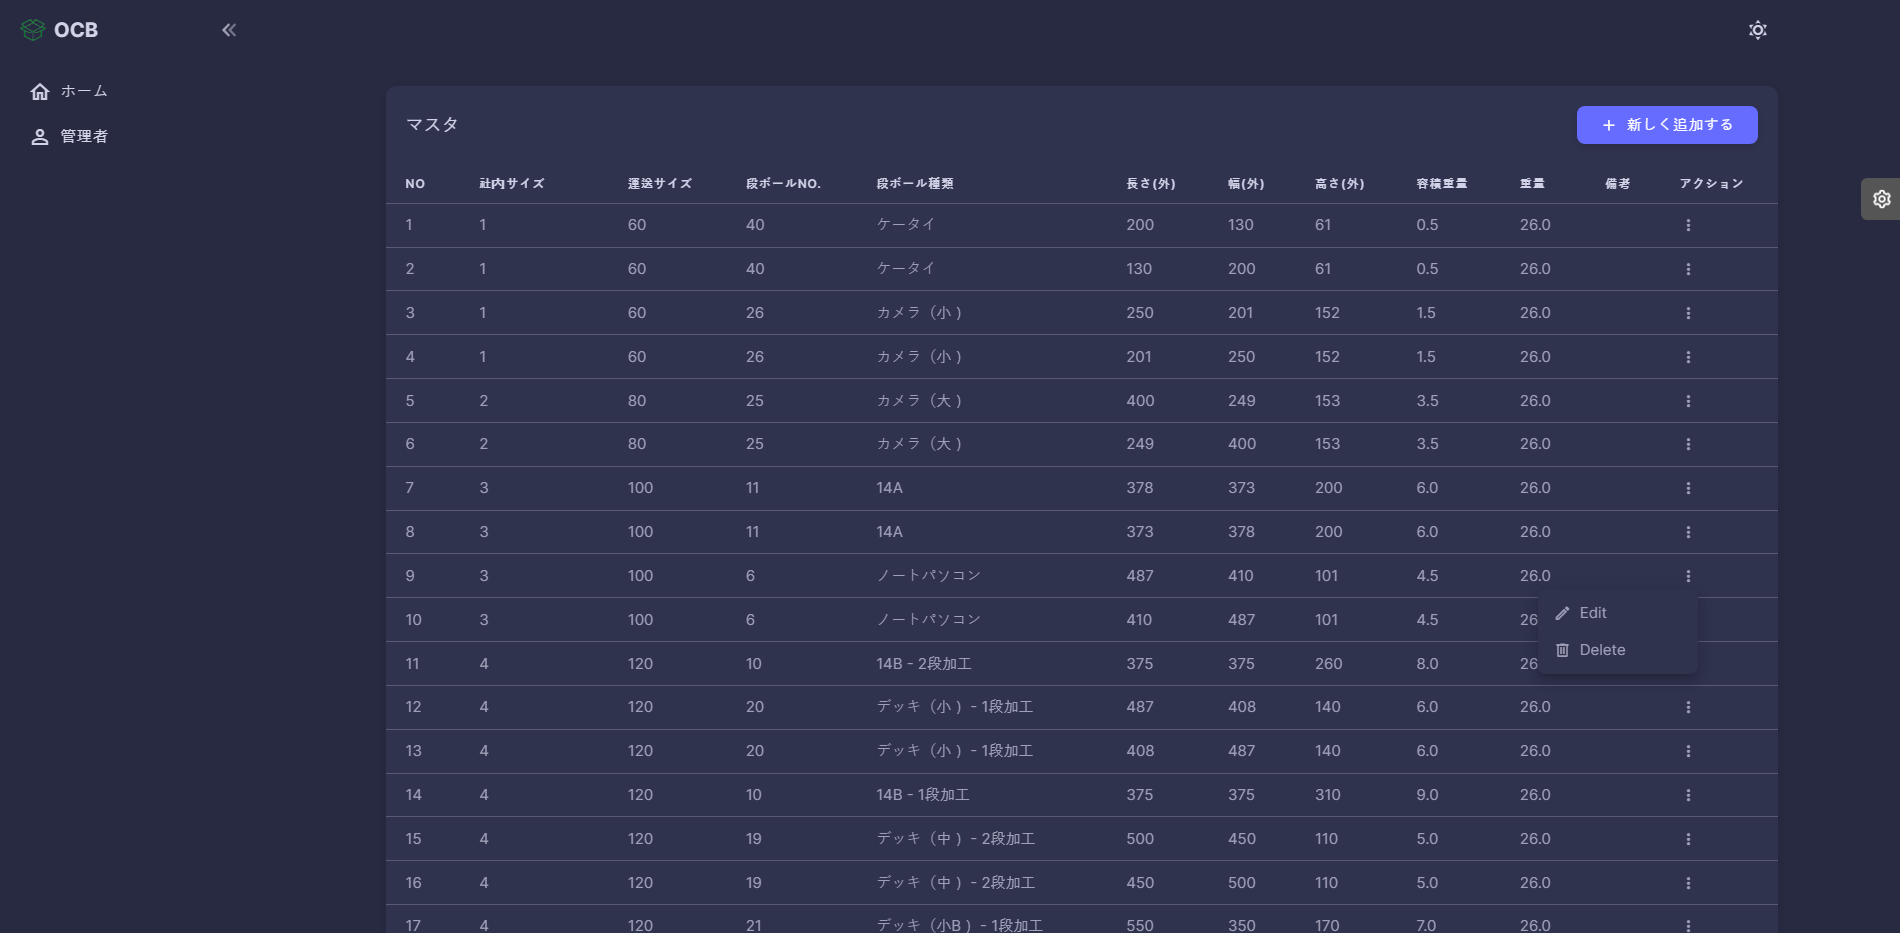 OCB
ホーム
管理者
マスタ
新しく追加する
NO 社内サイズ 運送サイズ 段ボールNO. 段ボール種類 長さ(外) 幅(外) 高さ(外) 容積重量 重量 備考 アクション
1 1 60 40 ケータイ 200 130 61 0.5 26.0
2 1 60 40 ケータイ 130 200 61 0.5 26.0
3 1 60 26 カメラ（小 ) 250 201 152 1.5 26.0
4 1 60 26 カメラ（小 ) 201 250 152 1.5 26.0
5 2 80 25 カメラ（大 ) 400 249 153 3.5 26.0
6 2 80 25 カメラ（大 ) 249 400 153 3.5 26.0
7 3 100 11 14A 378 373 200 6.0 26.0
8 3 100 11 14A 373 378 200 6.0 26.0
9 3 100 6 ノートパソコン 487 410 101 4.5 26.0
10 3 100 6 ノートパソコン 410 487 101 4.5 26
11 4 120 10 14B - 2段加工 375 375 260 8.0 26
Edit
Delete
12 4 120 20 デッキ（小 ) - 1段加工 487 408 140 6.0 26.0
13 4 120 20 デッキ（小 ) - 1段加工 408 487 140 6.0 26.0
14 4 120 10 14B - 1段加工 375 375 310 9.0 26.0
15 4 120 19 デッキ（中 ) - 2段加工 500 450 110 5.0 26.0
16 4 120 19 デッキ（中 ) - 2段加工 450 500 110 5.0 26.0
17 4 120 21 デッキ（小B ) - 1段加工 550 350 170 7.0 26.0